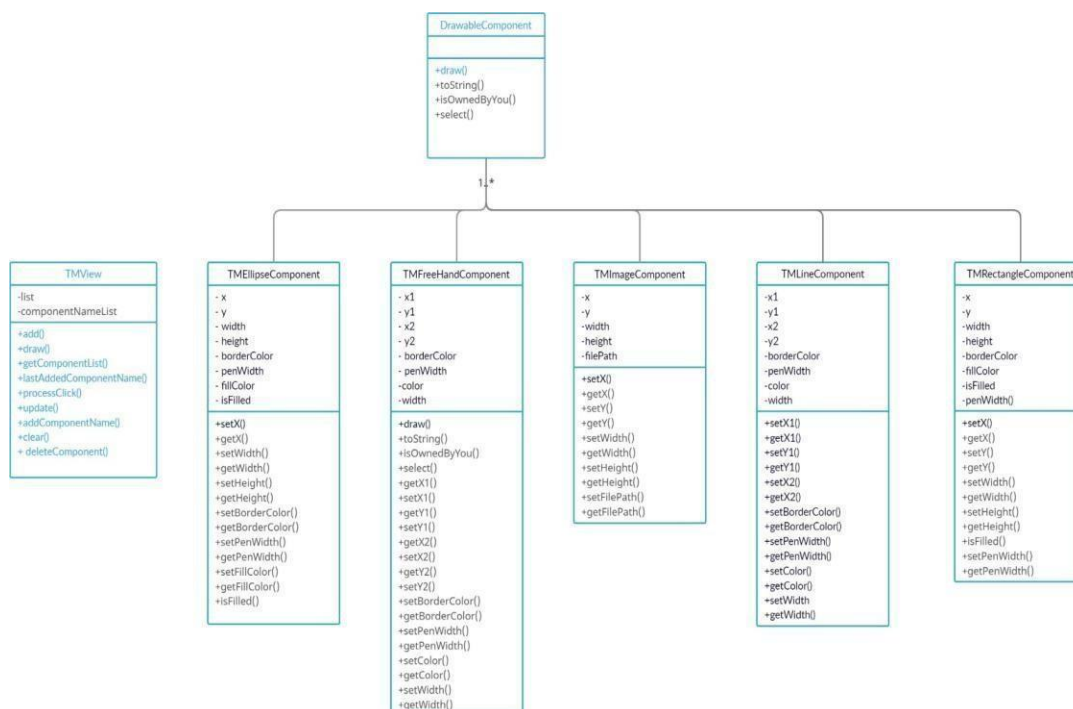 DrawableComponent
+draw()
+toString()
+isOwnedByYou()
+select()
1..*
TMView
-list
-componentNameList
+add()
+draw()
+getComponentList()
+lastAddedComponentName()
+processClick()
+update()
+addComponentName()
+clear()
+ deleteComponent()
TMEllipseComponent
- x
- y
- width
- height
- borderColor
- penWidth
- fillColor
- isFilled
+setX()
+getX()
+setWidth()
+getWidth()
+setHeight()
+getHeight()
+setBorderColor()
+getBorderColor()
+setPenWidth()
+getPenWidth()
+setFillColor()
+getFillColor()
+isFilled()
TMFreeHandComponent
- x1
- y1
- x2
- y2
- borderColor
- penWidth
-color
-width
+draw()
+toString()
+isOwnedByYou()
+select()
+getX1()
+setX1()
+getY1()
+setY1()
+getX2()
+setX2()
+getY2()
+setY2()
+setBorderColor()
+getBorderColor()
+setPenWidth()
+getPenWidth()
+setColor()
+getColor()
+setWidth()
+getWidth()
TMImageComponent
-x
-y
-width
-height
-filePath
+setX()
+getX()
+setY()
+getY()
+setWidth()
+getWidth()
+setHeight()
+getHeight()
+setFilePath()
+getFilePath()
TMLineComponent
-x1
-y1
-x2
-y2
-borderColor
-penWidth
-color
-width
+setX1()
+getX1()
+setY1()
+getY1()
+setX2()
+getX2()
+setBorderColor()
+getBorderColor()
+setPenWidth()
+getPenWidth()
+setColor()
+getColor()
+setWidth
+getWidth()
TMRectangleComponent
-x
-y
-width
-height
-borderColor
-fillColor
-isFilled
-penWidth()
+setX()
+getX()
+setY()
+getY()
+setWidth()
+getWidth()
+setHeight()
+getHeight()
+isFilled()
+setPenWidth()
+getPenWidth()